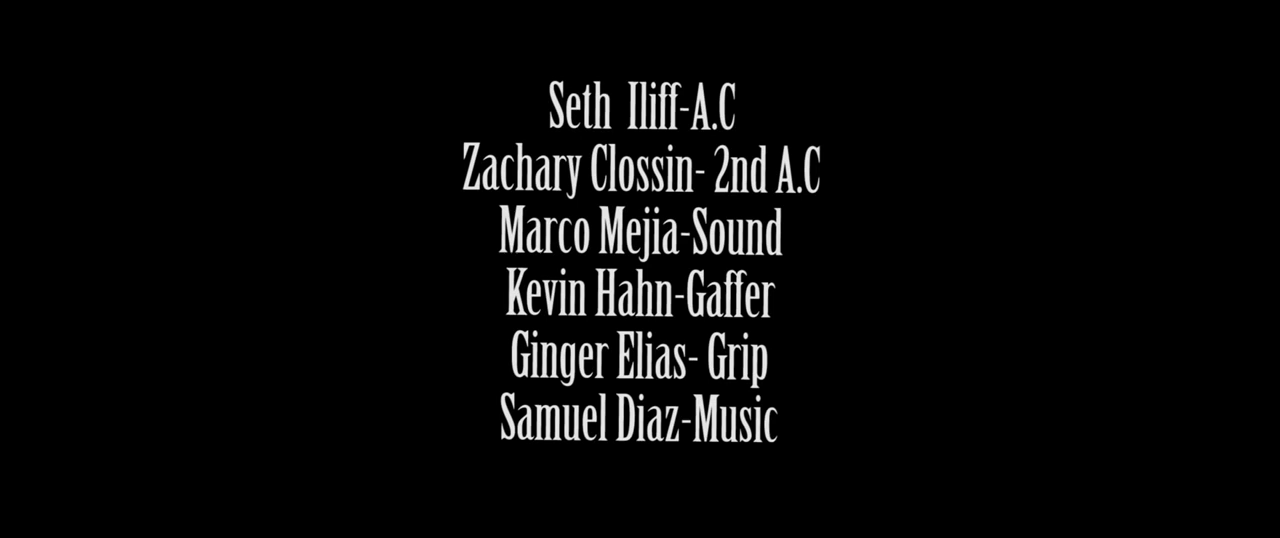 Seth Iliff-A.C
Zachary Clossin- 2nd A.C
Marco Mejia-Sound
Kevin Hahn-Gaffer
Ginger Elias- Grip
Samuel Diaz-Music